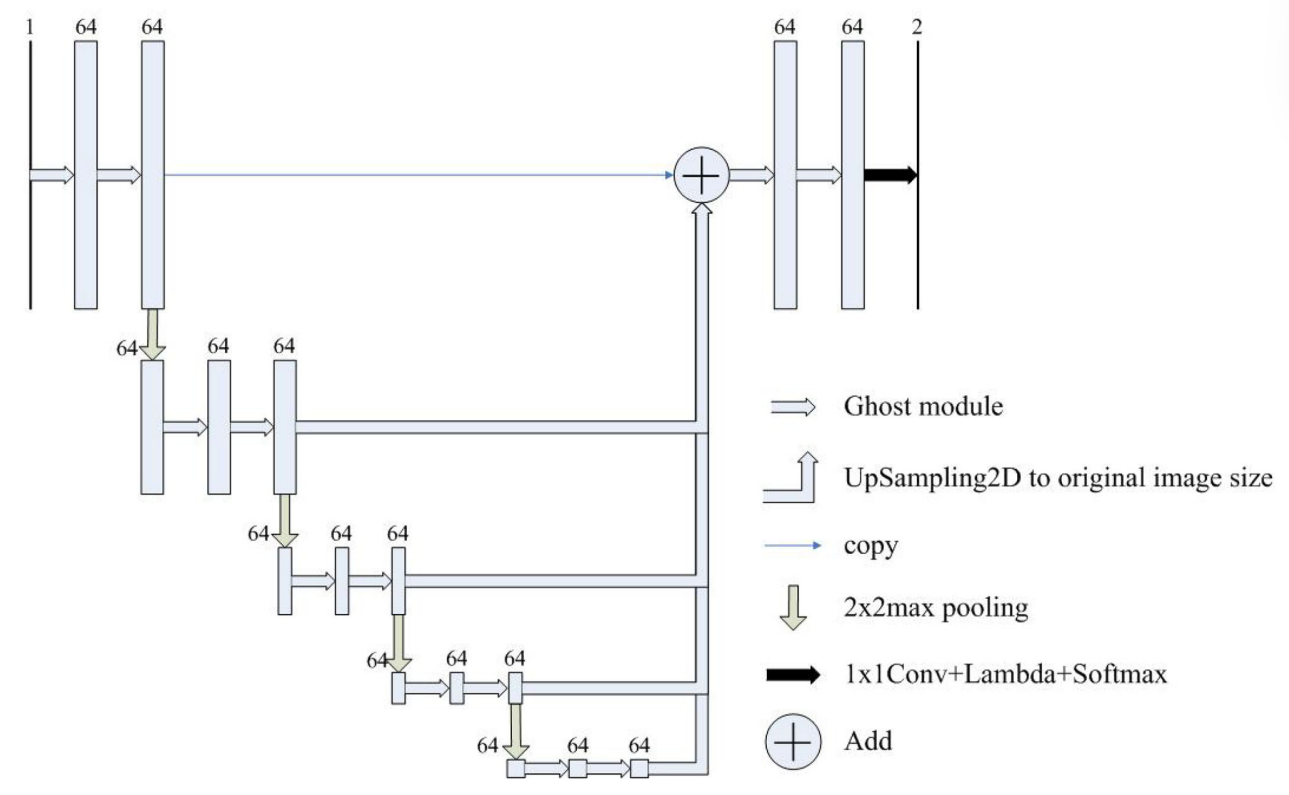 1 64 64 64 64 2
64 64 64
64 64 64
64 64 64
64 64 64
Ghost module
UpSampling2D to original image size
copy
2x2max pooling
1x1Conv+Lambda+Softmax
Add